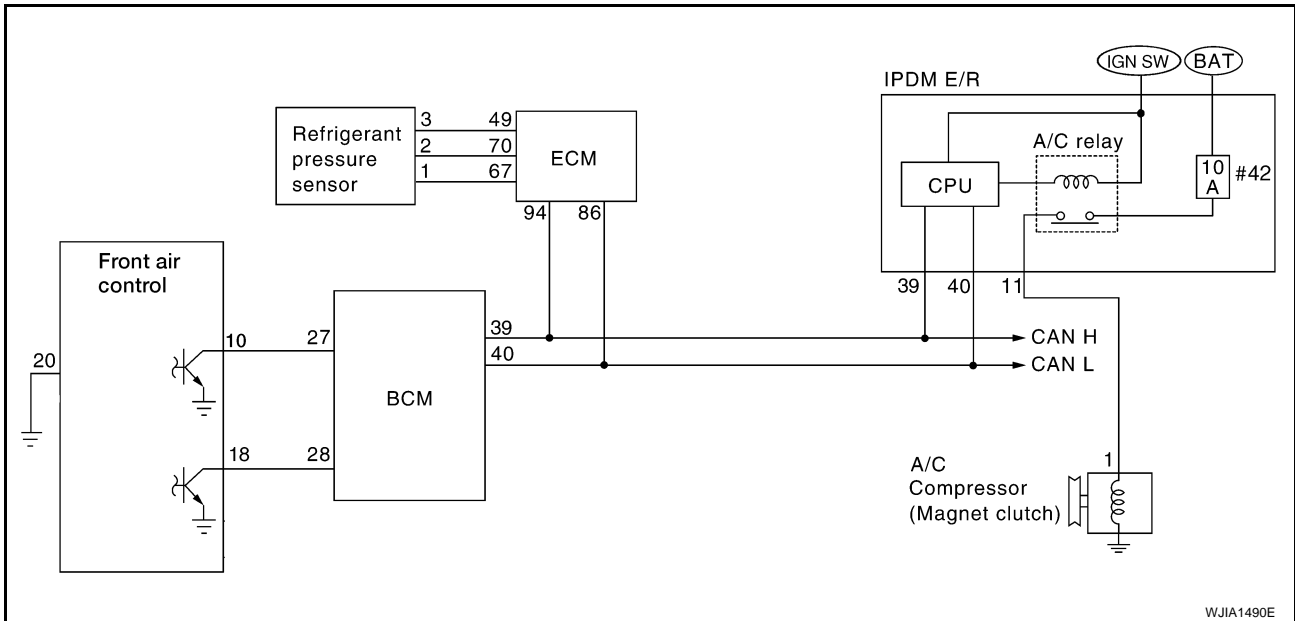 IGN SW
BAT
IPDM E/R
A/C relay
10
A
#42
CPU
39
40
11
Refrigerant
pressure
sensor
3
2
1
49
70
67
ECM
94
86
Front air
control
20
10
27
18
28
BCM
39
40
CAN H
CAN L
A/C
Compressor
(Magnet clutch)
1
WJIA1490E